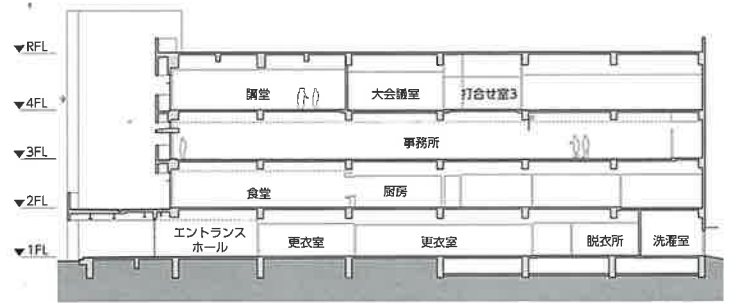 ▼RFL
講堂
大会議室
打合せ室3
▼4FL
事務所
▼3FL
食堂
厨房
▼2FL
エントランス
ホール
更衣室
更衣室
脱衣所
洗濯室
▼1FL